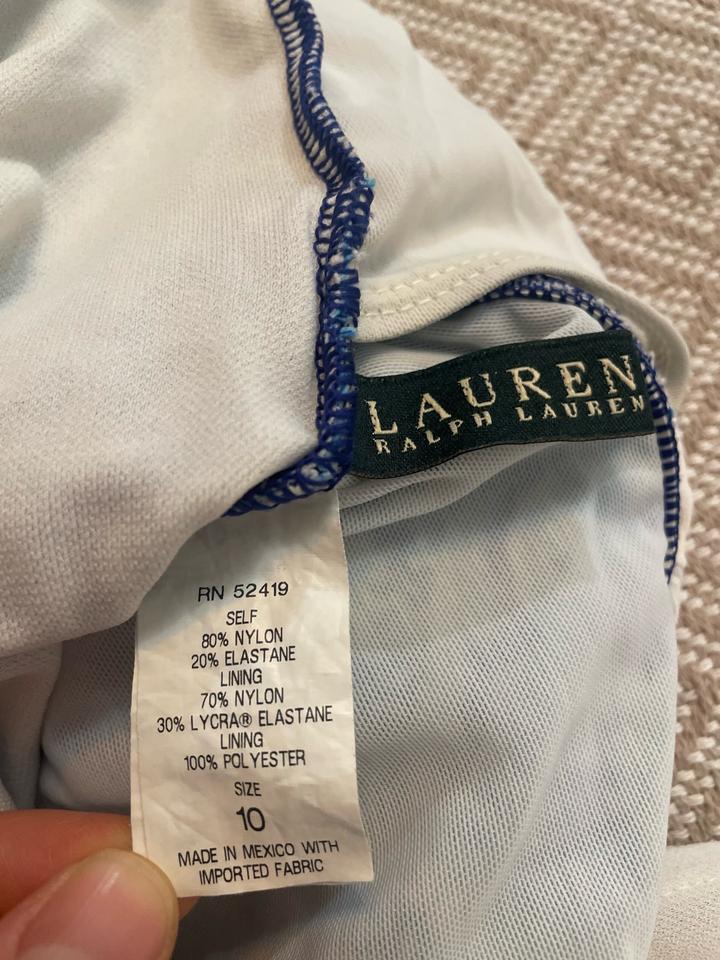 LAUREN
RALPH LAUREN
RN 52419
SELF
80% NYLON
20% ELASTANE
LINING
70% NYLON
30% LYCRA® ELASTANE
LINING
100% POLYESTER
SIZE
10
MADE IN MEXICO WITH
IMPORTED FABRIC